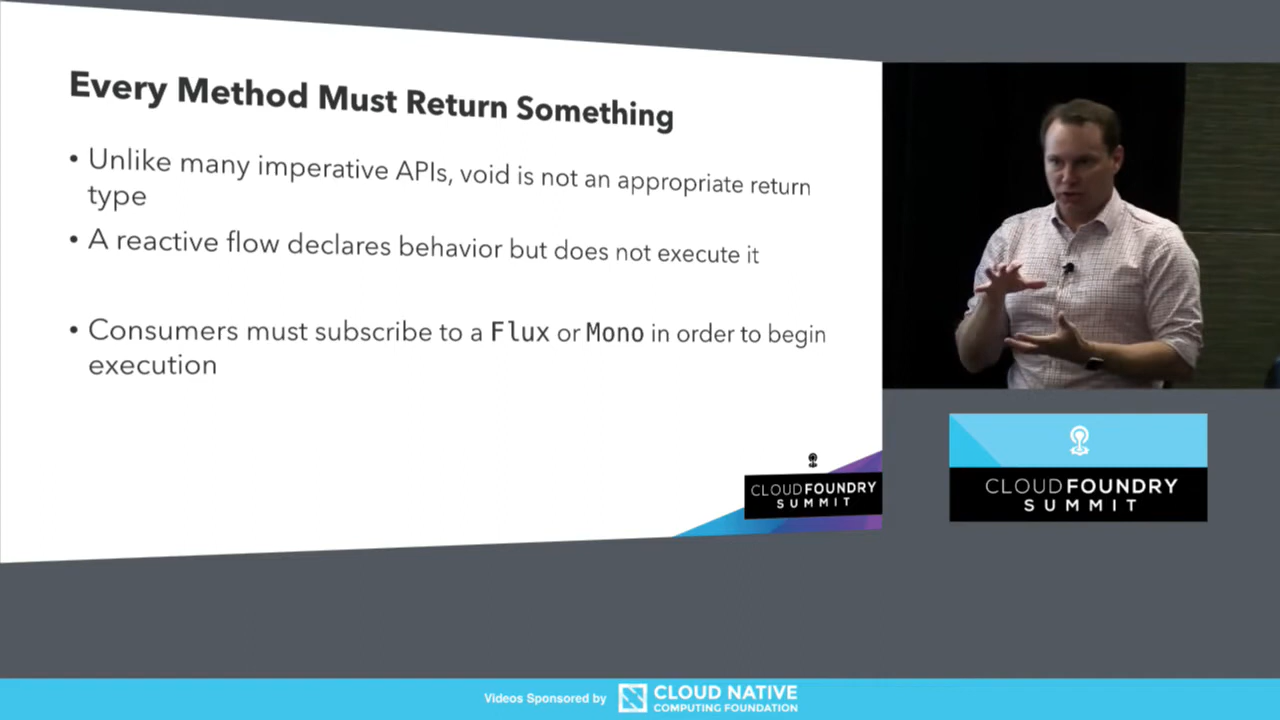 Every Method Must Return Something
• Unlike many imperative APIs, void is not an appropriate return
type
• A reactive flow declares behavior but does not execute it
• Consumers must subscribe to a Flux or Mono in order to begin
execution
CLOUDFOUNDRY
SUMMIT
CLOUDFOUNDRY
SUMMIT
Videos Sponsored by
CLOUD NATIVE
COMPUTING FOUNDATION